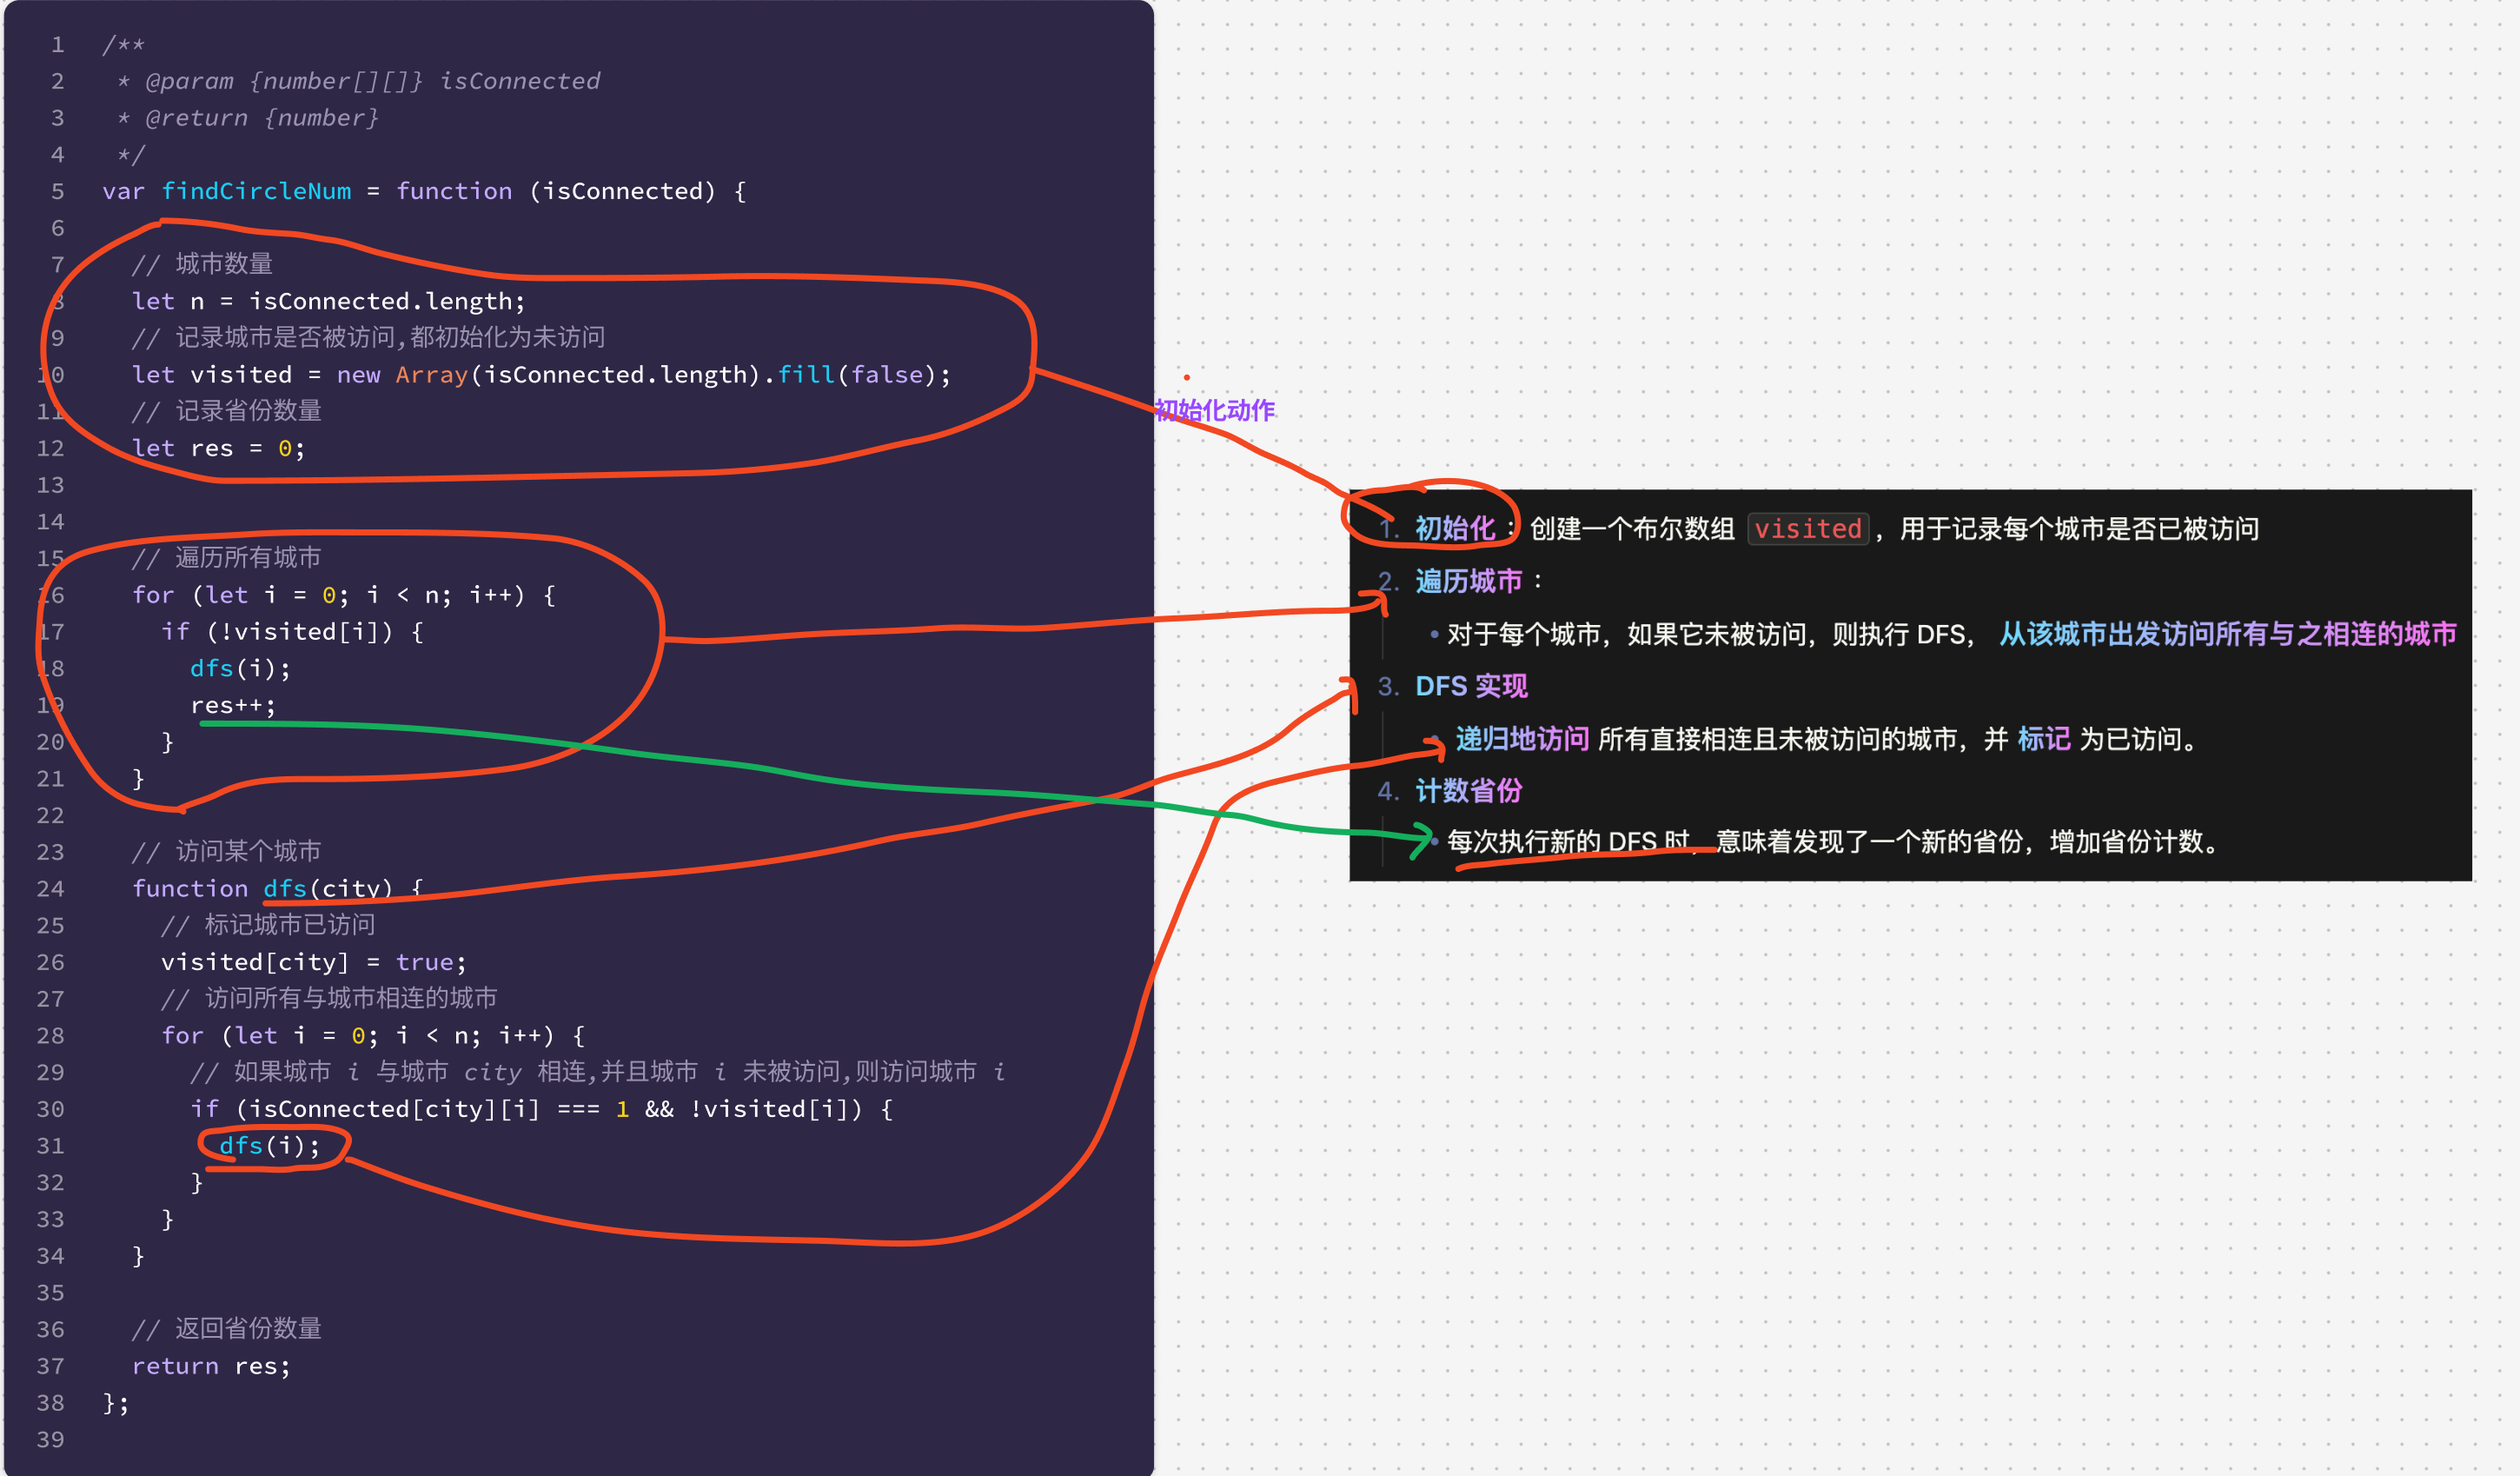 1 /**
2 * @param {number[][]} isConnected
3 * @return {number}
4 */
5 var findCircleNum = function (isConnected) {
6
7 // 城市数量
8 let n = isConnected.length;
9 // 记录城市是否被访问,都初始化为未访问
10 let visited = new Array(isConnected.length).fill(false);
11 // 记录省份数量
12 let res = 0;
13
14
15 // 遍历所有城市
16 for (let i = 0; i < n; i++) {
17 if (!visited[i]) {
18 dfs(i);
19 res++;
20 }
21 }
22
23 // 访问某个城市
24 function dfs(city) {
25 // 标记城市已访问
26 visited[city] = true;
27 // 访问所有与城市相连的城市
28 for (let i = 0; i < n; i++) {
29 // 如果城市 i 与城市 city 相连,并且城市 i 未被访问,则访问城市 i
30 if (isConnected[city][i] === 1 && !visited[i]) {
31 dfs(i);
32 }
33 }
34 }
35
36 // 返回省份数量
37 return res;
38 };
39
初始化动作
1. 初始化：创建一个布尔数组 visited，用于记录每个城市是否已被访问
2. 遍历城市：
• 对于每个城市，如果它未被访问，则执行 DFS， 从该城市出发访问所有与之相连的城市
3. DFS 实现
• 递归地访问 所有直接相连且未被访问的城市，并 标记 为已访问。
4. 计数省份
• 每次执行新的 DFS 时，意味着发现了一个新的省份，增加省份计数。